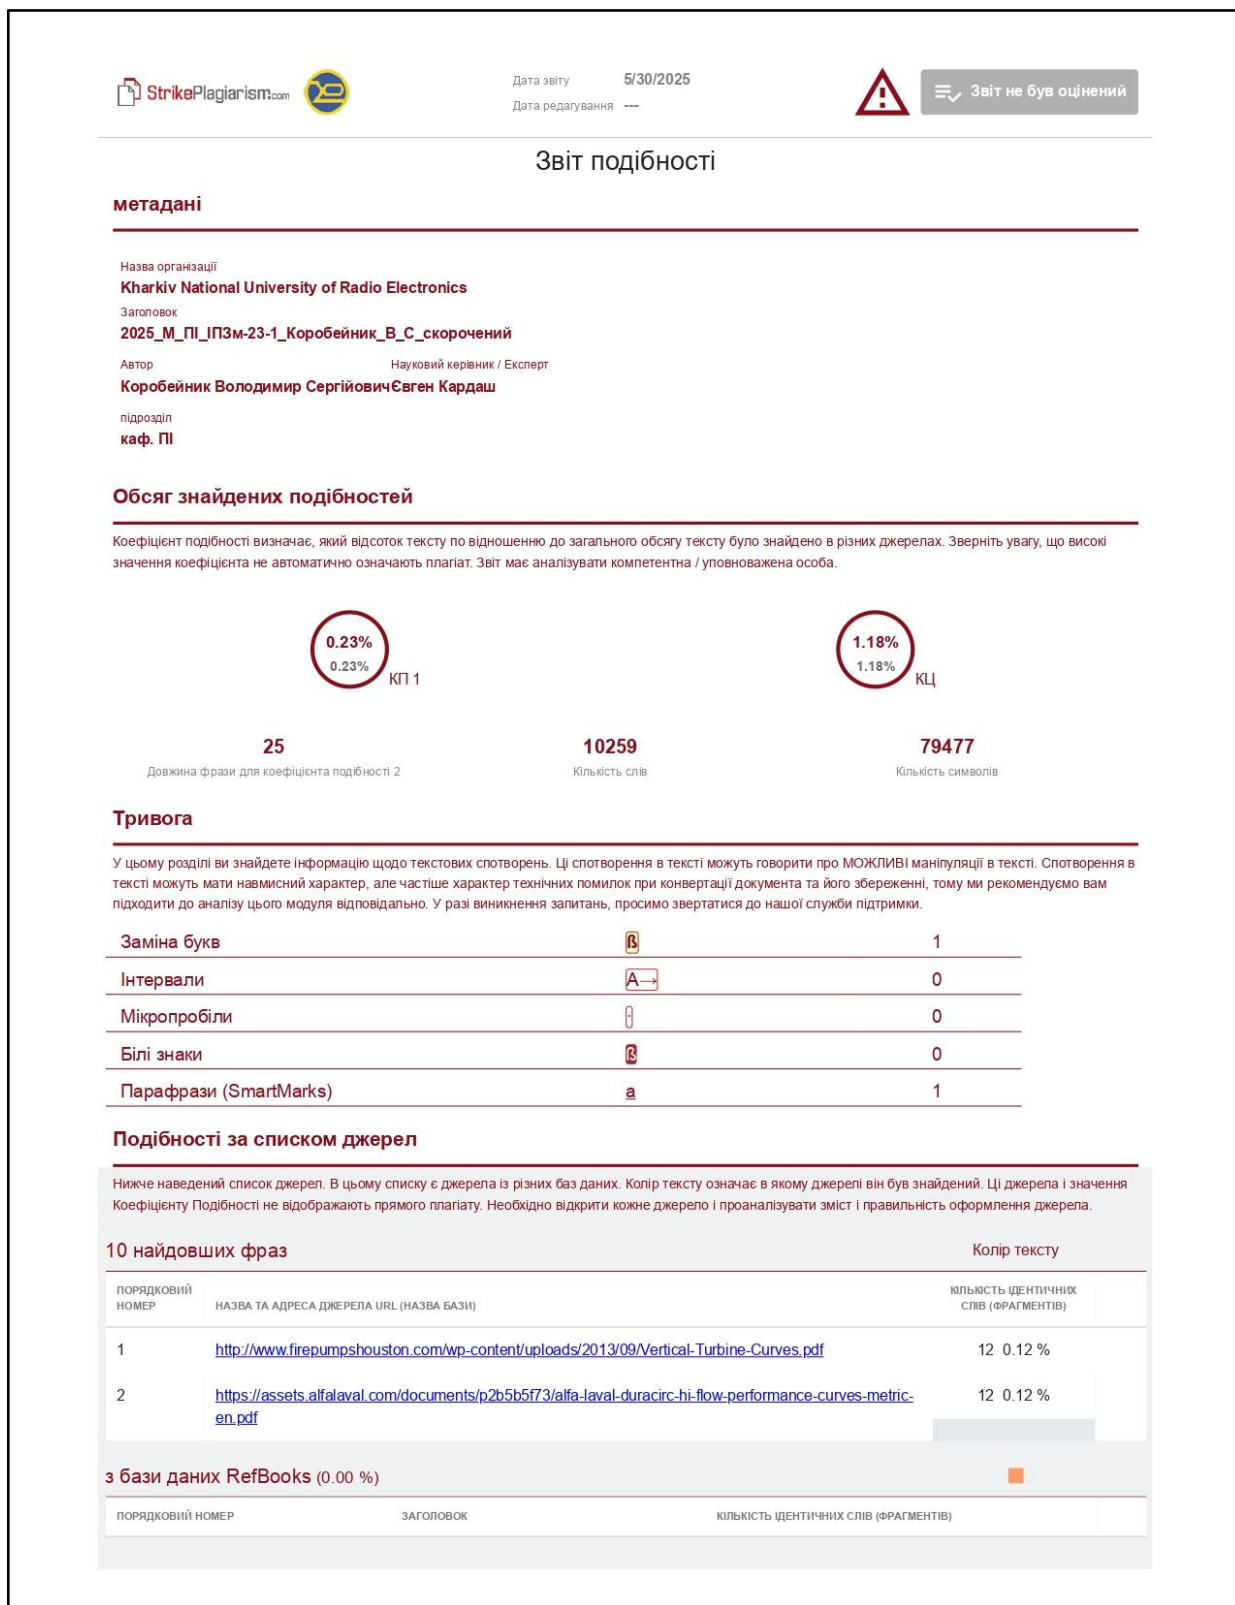 StrikePlagiarism.com
Дата звіту 5/30/2025
Дата редагування ---
Звіт не був оцінений
Звіт подібності
метадані
Назва організації
Kharkiv National University of Radio Electronics
Заголовок
2025_М_ПІ_ІПЗм-23-1_Коробейник_В_С_скорочений
Автор Науковий керівник / Експерт
Коробейник Володимир Сергійович Євген Кардаш
підрозділ
каф. ПІ
Обсяг знайдених подібностей
Коефіцієнт подібності визначає, який відсоток тексту по відношенню до загального обсягу тексту було знайдено в різних джерелах. Зверніть увагу, що високі
значення коефіцієнта не автоматично означають плагіат. Звіт має аналізувати компетентна / уповноважена особа.
0.23% 1.18%
0.23% 1.18%
КП 1 КЦ
25 10259 79477
Довжина фрази для коефіцієнта подібності 2 Кількість слів Кількість символів
Тривога
У цьому розділі ви знайдете інформацію щодо текстових спотворень. Ці спотворення в тексті можуть говорити про МОЖЛИВІ маніпуляції в тексті. Спотворення в
тексті можуть мати навмисний характер, але частіше характер технічних помилок при конвертації документа та його збереженні, тому ми рекомендуємо вам
підходити до аналізу цього модуля відповідально. У разі виникнення запитань, просимо звертатися до нашої служби підтримки.
Заміна букв ß 1
Інтервали A→ 0
Мікропробіли · 0
Білі знаки ß 0
Парафрази (SmartMarks) a 1
Подібності за списком джерел
Нижче наведений список джерел. В цьому списку є джерела із різних баз даних. Колір тексту означає в якому джерелі він був знайдений. Ці джерела і значення
Коефіцієнту Подібності не відображають прямого плагіату. Необхідно відкрити кожне джерело і проаналізувати зміст і правильність оформлення джерела.
10 найдовших фраз Колір тексту
ПОРЯДКОВИЙ КІЛЬКІСТЬ ІДЕНТИЧНИХ
НОМЕР НАЗВА ТА АДРЕСА ДЖЕРЕЛА URL (НАЗВА БАЗИ) СЛІВ (ФРАГМЕНТІВ)
1 http://www.firepumpshouston.com/wp-content/uploads/2013/09/Vertical-Turbine-Curves.pdf 12 0.12 %
2 https://assets.alfalaval.com/documents/p2b5b5f73/alfa-laval-duracirc-hi-flow-performance-curves-metric- 12 0.12 %
en.pdf
з бази даних RefBooks (0.00 %)
ПОРЯДКОВИЙ НОМЕР ЗАГОЛОВОК КІЛЬКІСТЬ ІДЕНТИЧНИХ СЛІВ (ФРАГМЕНТІВ)